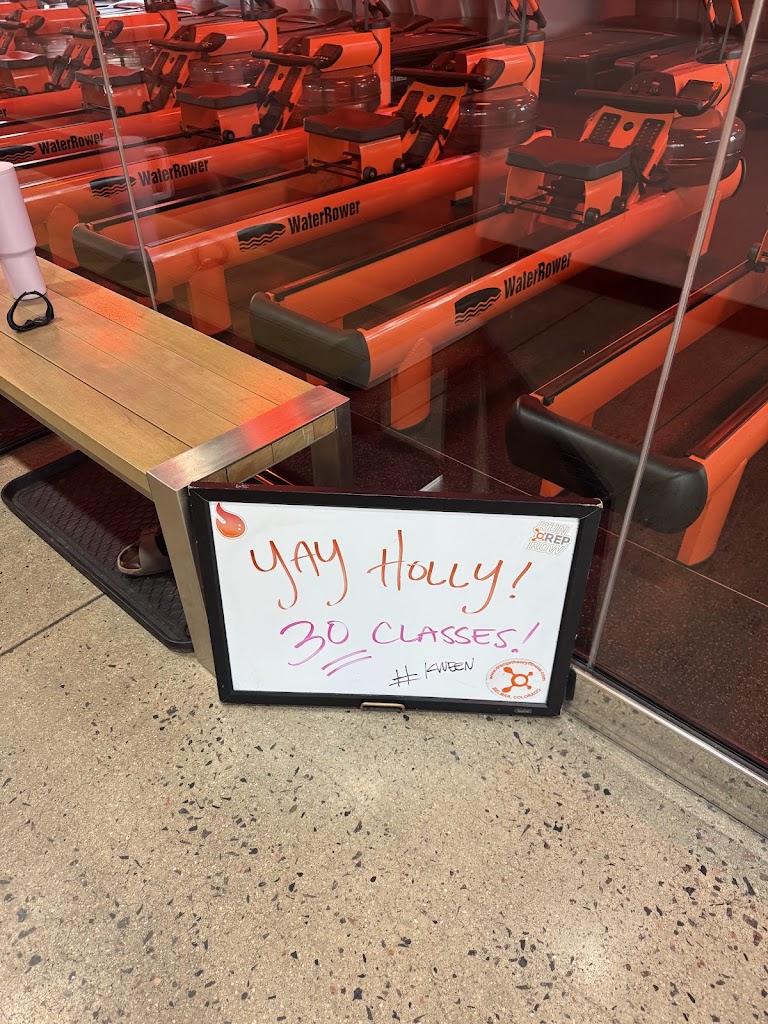 WaterRower
WaterRower
WaterRower
WaterRower
RUN
REP
ROW
YAY HOLLY!
30 CLASSES!
# KWEEN